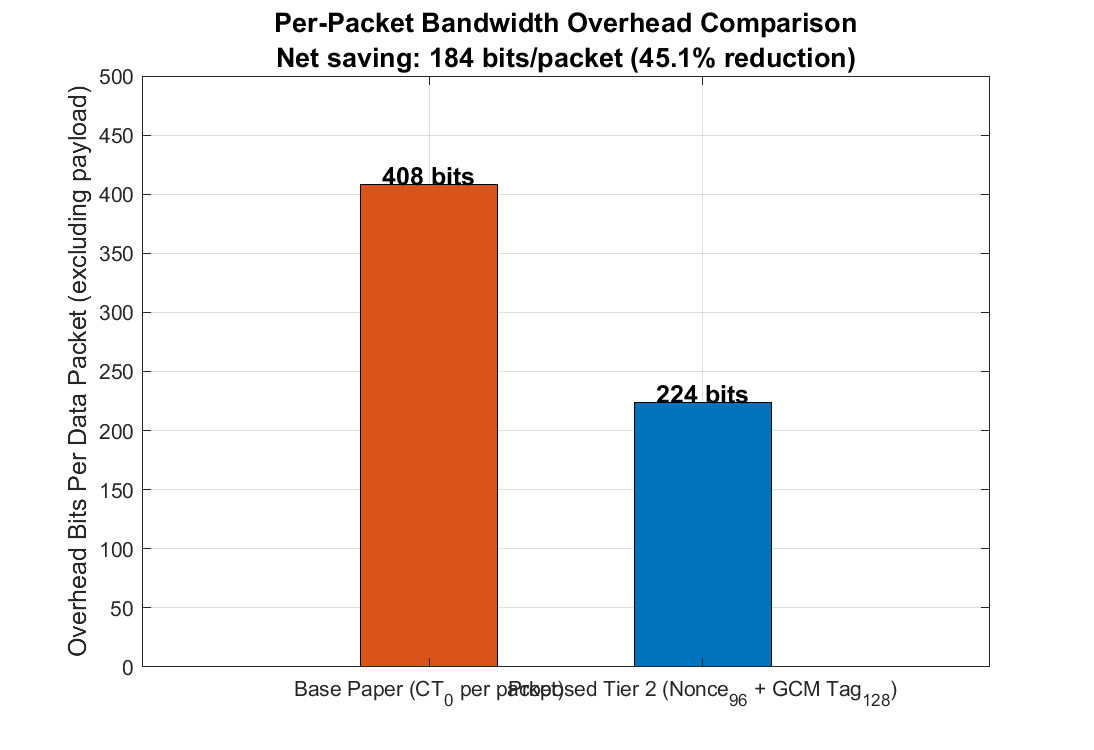 Per-Packet Bandwidth Overhead Comparison
Net saving: 184 bits/packet (45.1% reduction)
Overhead Bits Per Data Packet (excluding payload)
500
450
400
350
300
250
200
150
100
50
0
408 bits
224 bits
Base Paper (CT0 per packet)
Proposed Tier 2 (Nonce96 + GCM Tag128)